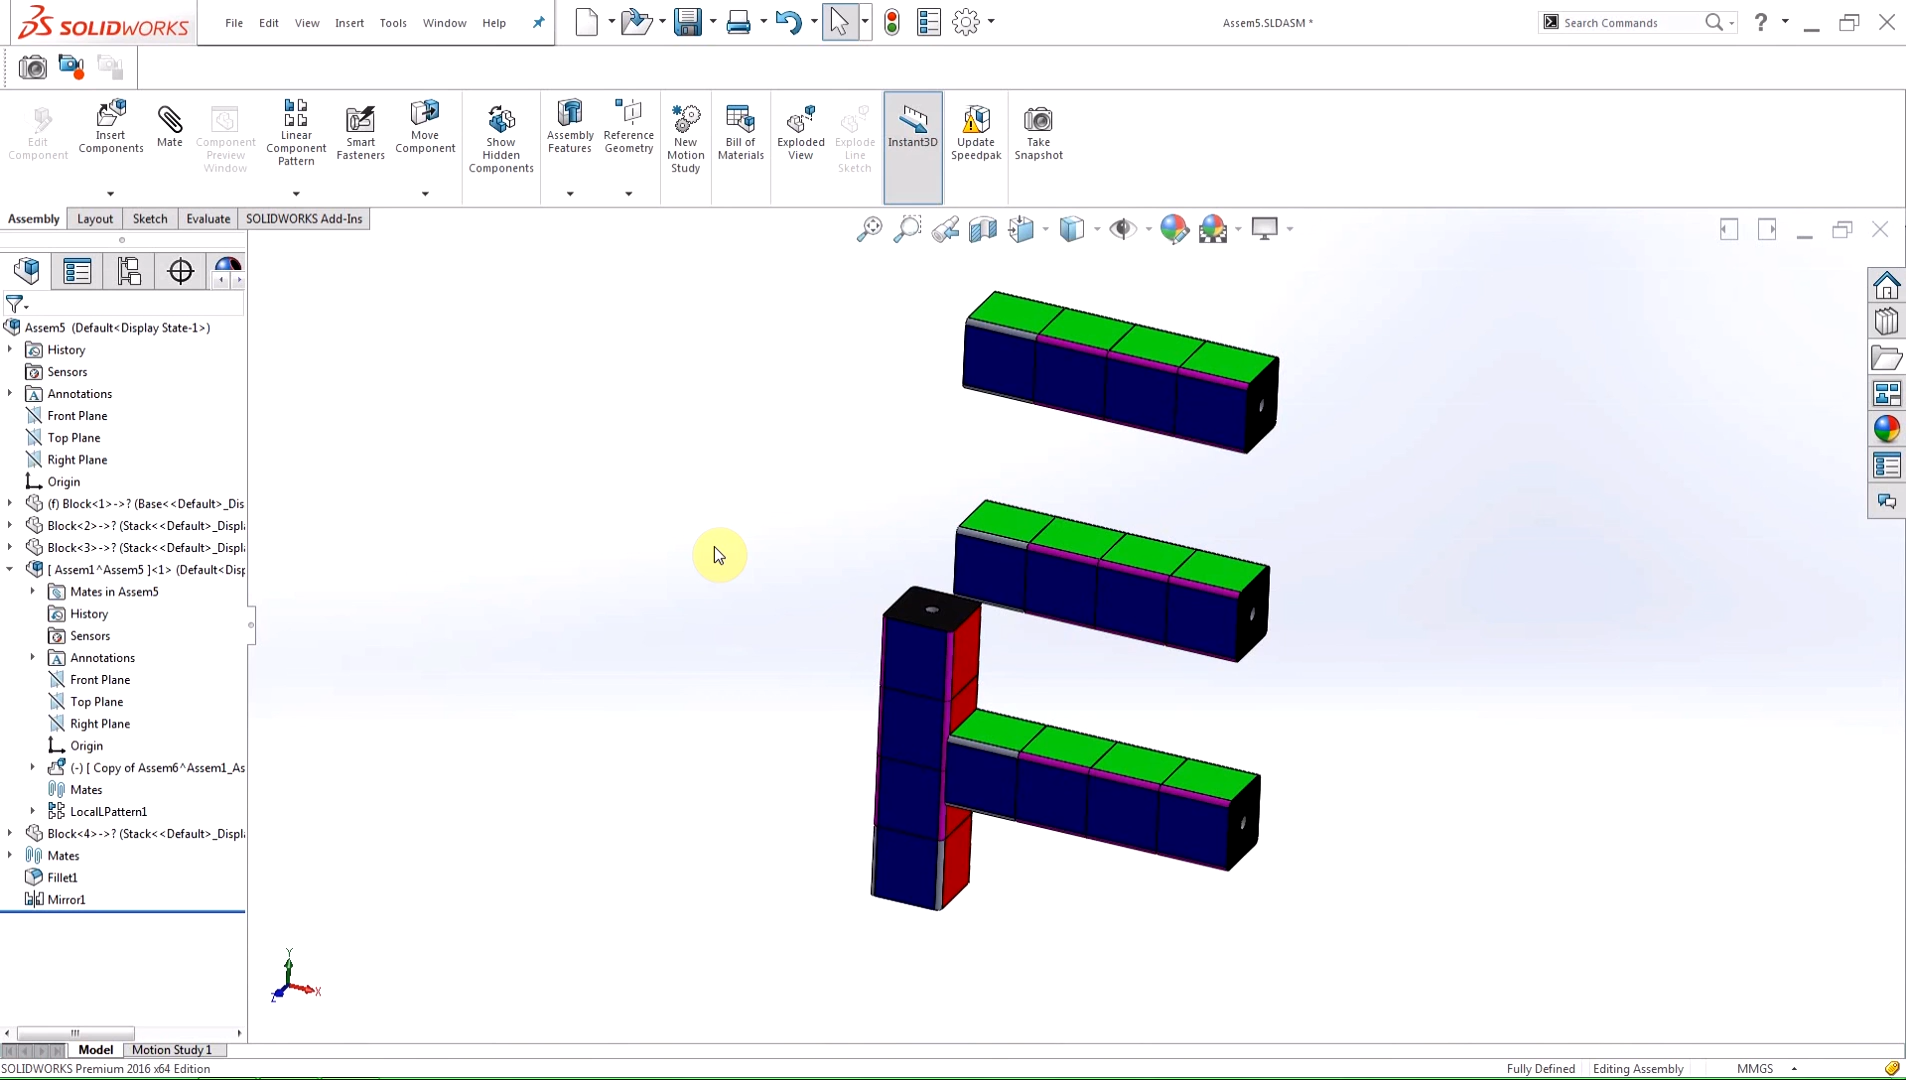 SOLIDWORKS
File Edit View Insert Tools Window Help
Assem5.SLDASM *
Search Commands
Edit Component
Insert Components
Mate
Component Preview Window
Linear Component Pattern
Smart Fasteners
Move Component
Show Hidden Components
Assembly Features
Reference Geometry
New Motion Study
Bill of Materials
Exploded View
Explode Line Sketch
Instant3D
Update Speedpak
Take Snapshot
Assembly Layout Sketch Evaluate SOLIDWORKS Add-Ins
Assem5 (Default<Display State-1>)
History
Sensors
Annotations
Front Plane
Top Plane
Right Plane
Origin
(f) Block<1>->? (Base<<Default>_Dis
Block<2>->? (Stack<<Default>_Displ
Block<3>->? (Stack<<Default>_Displ
[ Assem1^Assem5 ]<1> (Default<Disp
Mates in Assem5
History
Sensors
Annotations
Front Plane
Top Plane
Right Plane
Origin
(-) [ Copy of Assem6^Assem1_As
Mates
LocalLPattern1
Block<4>->? (Stack<<Default>_Displ
Mates
Fillet1
Mirror1
Y
X
Z
Model Motion Study 1
SOLIDWORKS Premium 2016 x64 Edition
Fully Defined Editing Assembly MMGS